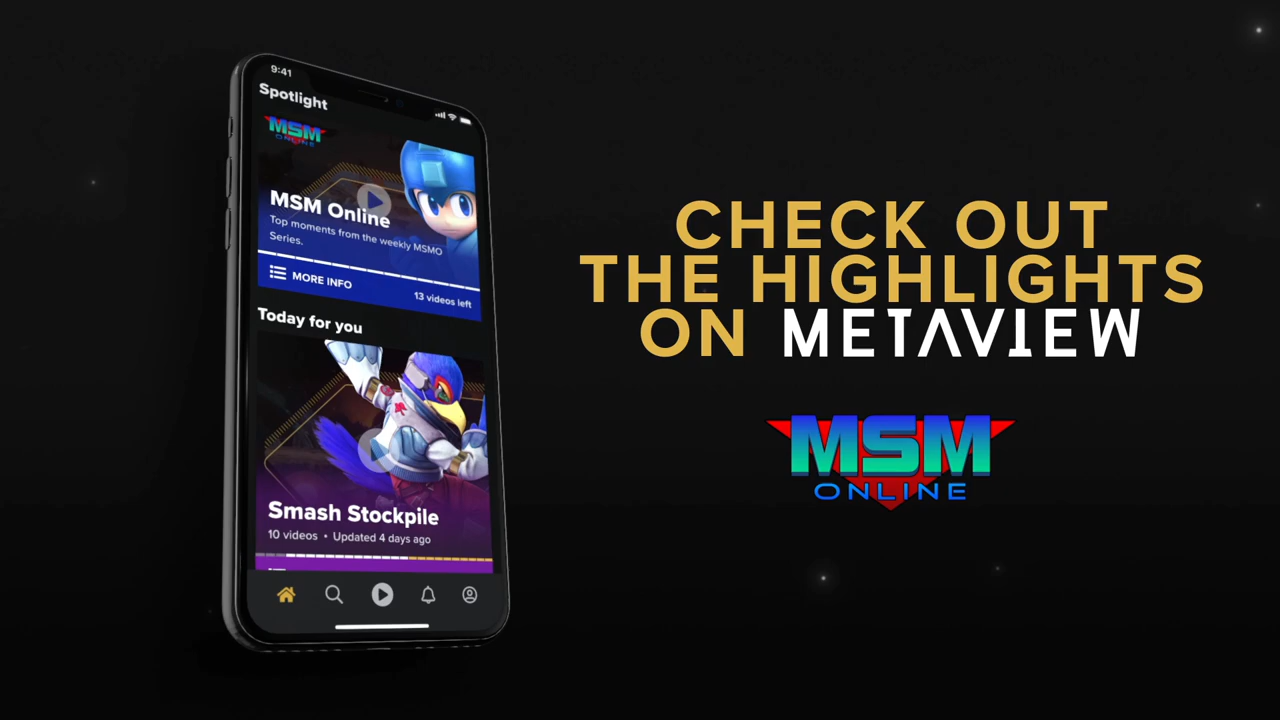 9:41
Spotlight
MSM
ONLINE
MSM Online
Top moments from the weekly MSMO
Series.
MORE INFO
13 videos left
Today for you
Smash Stockpile
10 videos • Updated 4 days ago
CHECK OUT
THE HIGHLIGHTS
ON METAVIEW
MSM
ONLINE